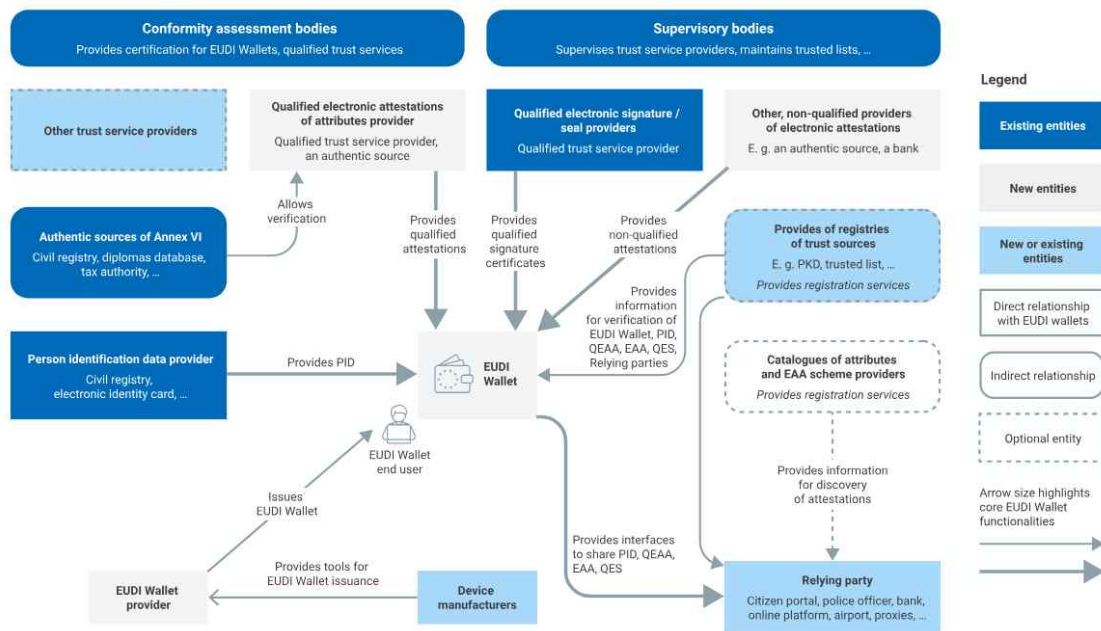 Conformity assessment bodies
Provides certification for EUDI Wallets, qualified trust services
Supervisory bodies
Supervises trust service providers, maintains trusted lists, ...
Other trust service providers
Qualified electronic attestations
of attributes provider
Qualified trust service provider,
an authentic source
Qualified electronic signature /
seal providers
Qualified trust service provider
Other, non-qualified providers
of electronic attestations
E. g. an authentic source, a bank
Allows
verification
Provides
qualified
attestations
Provides
qualified
signature
certificates
Provides
non-qualified
attestations
Authentic sources of Annex VI
Civil registry, diplomas database,
tax authority, ...
Provides of registries
of trust sources
E. g. PKD, trusted list, ...
Provides registration services
Provides
information
for verification of
EUDI Wallet, PID,
QEAA, EAA, QES,
Relying parties
Person identification data provider
Civil registry,
electronic identity card, ...
Provides PID
EUDI
Wallet
Catalogues of attributes
and EAA scheme providers
Provides registration services
EUDI Wallet
end user
Provides information
for discovery
of attestations
Issues
EUDI Wallet
Provides interfaces
to share PID, QEAA,
EAA, QES
EUDI Wallet
provider
Provides tools for
EUDI Wallet issuance
Device
manufacturers
Relying party
Citizen portal, police officer, bank,
online platform, airport, proxies, ...
Legend
Existing entities
New entities
New or existing
entities
Direct relationship
with EUDI wallets
Indirect relationship
Optional entity
Arrow size highlights
core EUDI Wallet
functionalities